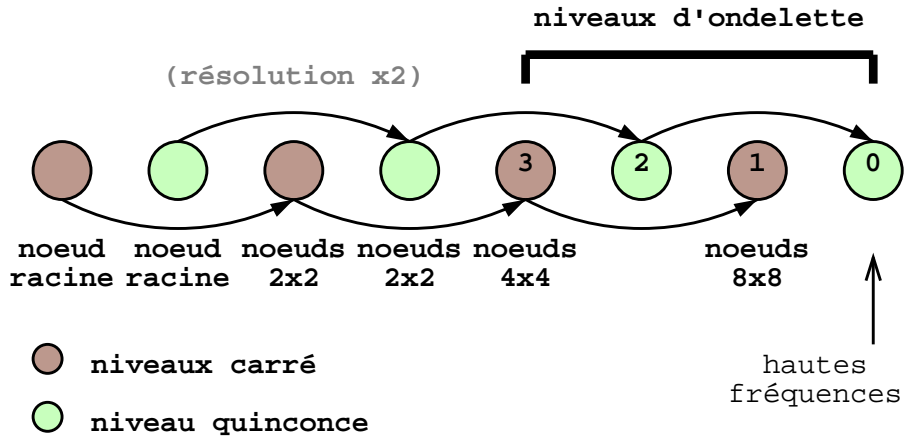 niveaux d'ondelette
(résolution x2)
3 2 1 0
noeud noeud noeuds noeuds noeuds noeuds
racine racine 2x2 2x2 4x4 8x8
niveaux carré
niveau quinconce
hautes
fréquences